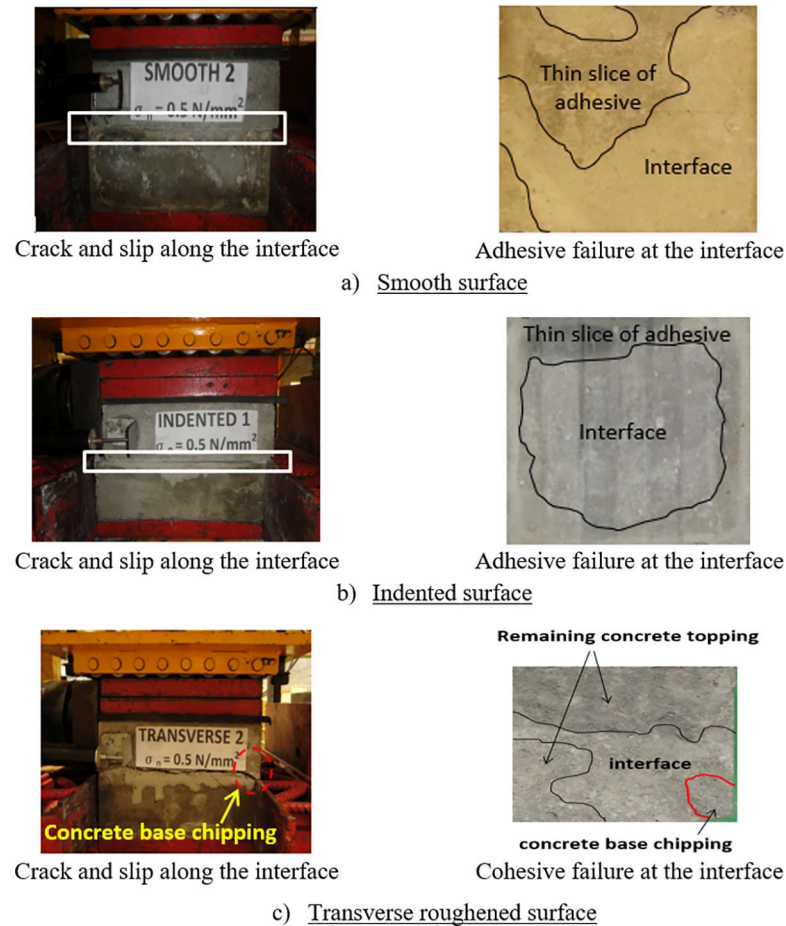 SMOOTH 2
σ n = 0.5 N/mm²
Thin slice of
adhesive
Interface
Crack and slip along the interface
Adhesive failure at the interface
a) Smooth surface
INDENTED 1
σ n = 0.5 N/mm²
Thin slice of adhesive
Interface
Crack and slip along the interface
Adhesive failure at the interface
b) Indented surface
TRANSVERSE 2
σ n = 0.5 N/mm²
Concrete base chipping
Remaining concrete topping
interface
concrete base chipping
Crack and slip along the interface
Cohesive failure at the interface
c) Transverse roughened surface